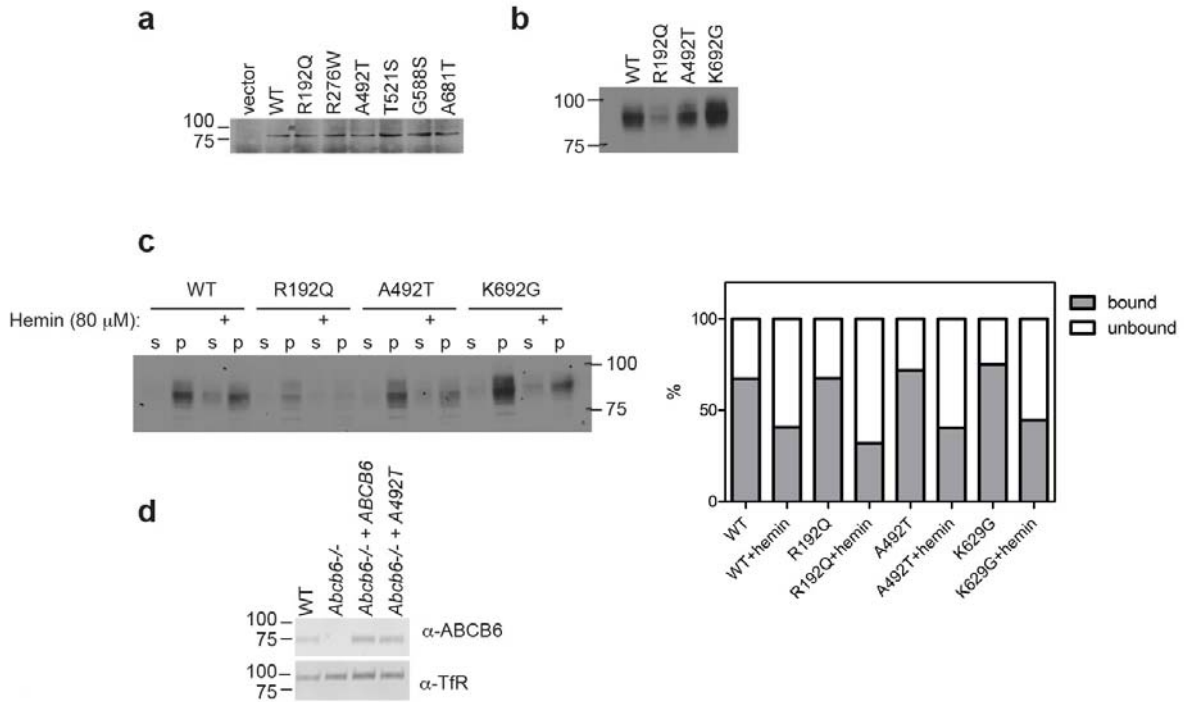 a
vector
WT
R192Q
R276W
A492T
T521S
G588S
A681T
100
75
b
WT
R192Q
A492T
K692G
100
75
c
WT R192Q A492T K692G
Hemin (80 μM): + + + +
s p s p s p s p s p s p s p s p
100
75
%
100
50
0
WT
WT+hemin
R192Q
R192Q+hemin
A492T
A492T+hemin
K629G
K629G+hemin
bound
unbound
d
WT
Abcb6-/-
Abcb6-/- + ABCB6
Abcb6-/- + A492T
100
75
α-ABCB6
100
75
α-TfR